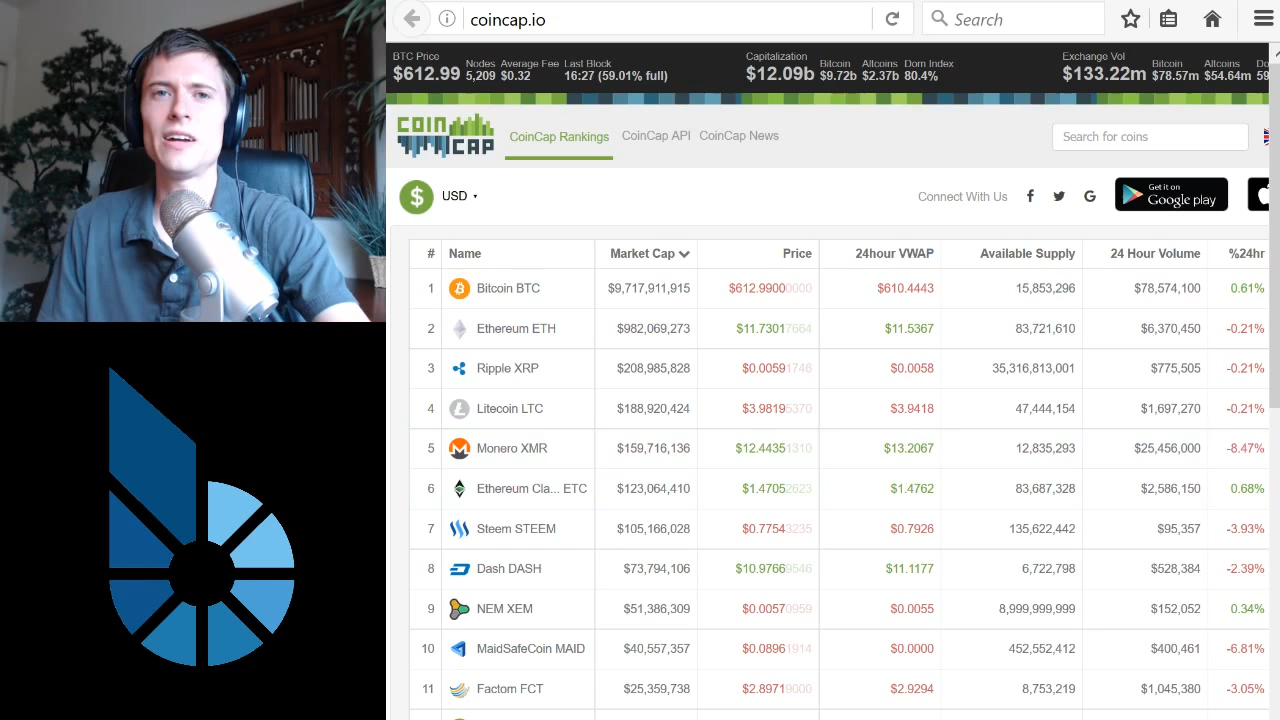 coincap.io
Search
BTC Price
$612.99
Nodes
5,209
Average Fee
$0.32
Last Block
16:27 (59.01% full)
Capitalization
$12.09b
Bitcoin
$9.72b
Altcoins
$2.37b
Dom Index
80.4%
Exchange Vol
$133.22m
Bitcoin
$78.57m
Altcoins
$54.64m
Do
59
COIN
CAP
CoinCap Rankings
CoinCap API
CoinCap News
Search for coins
$ USD
Connect With Us
Get it on
Google play
# Name Market Cap Price 24hour VWAP Available Supply 24 Hour Volume %24hr
1 Bitcoin BTC $9,717,911,915 $612.99000000 $610.4443 15,853,296 $78,574,100 0.61%
2 Ethereum ETH $982,069,273 $11.73017664 $11.5367 83,721,610 $6,370,450 -0.21%
3 Ripple XRP $208,985,828 $0.00591746 $0.0058 35,316,813,001 $775,505 -0.21%
4 Litecoin LTC $188,920,424 $3.98195370 $3.9418 47,444,154 $1,697,270 -0.21%
5 Monero XMR $159,716,136 $12.44351310 $13.2067 12,835,293 $25,456,000 -8.47%
6 Ethereum Cla... ETC $123,064,410 $1.47052623 $1.4762 83,687,328 $2,586,150 0.68%
7 Steem STEEM $105,166,028 $0.77543235 $0.7926 135,622,442 $95,357 -3.93%
8 Dash DASH $73,794,106 $10.97669546 $11.1177 6,722,798 $528,384 -2.39%
9 NEM XEM $51,386,309 $0.00570959 $0.0055 8,999,999,999 $152,052 0.34%
10 MaidSafeCoin MAID $40,557,357 $0.08961914 $0.0000 452,552,412 $400,461 -6.81%
11 Factom FCT $25,359,738 $2.89719000 $2.9294 8,753,219 $1,045,380 -3.05%